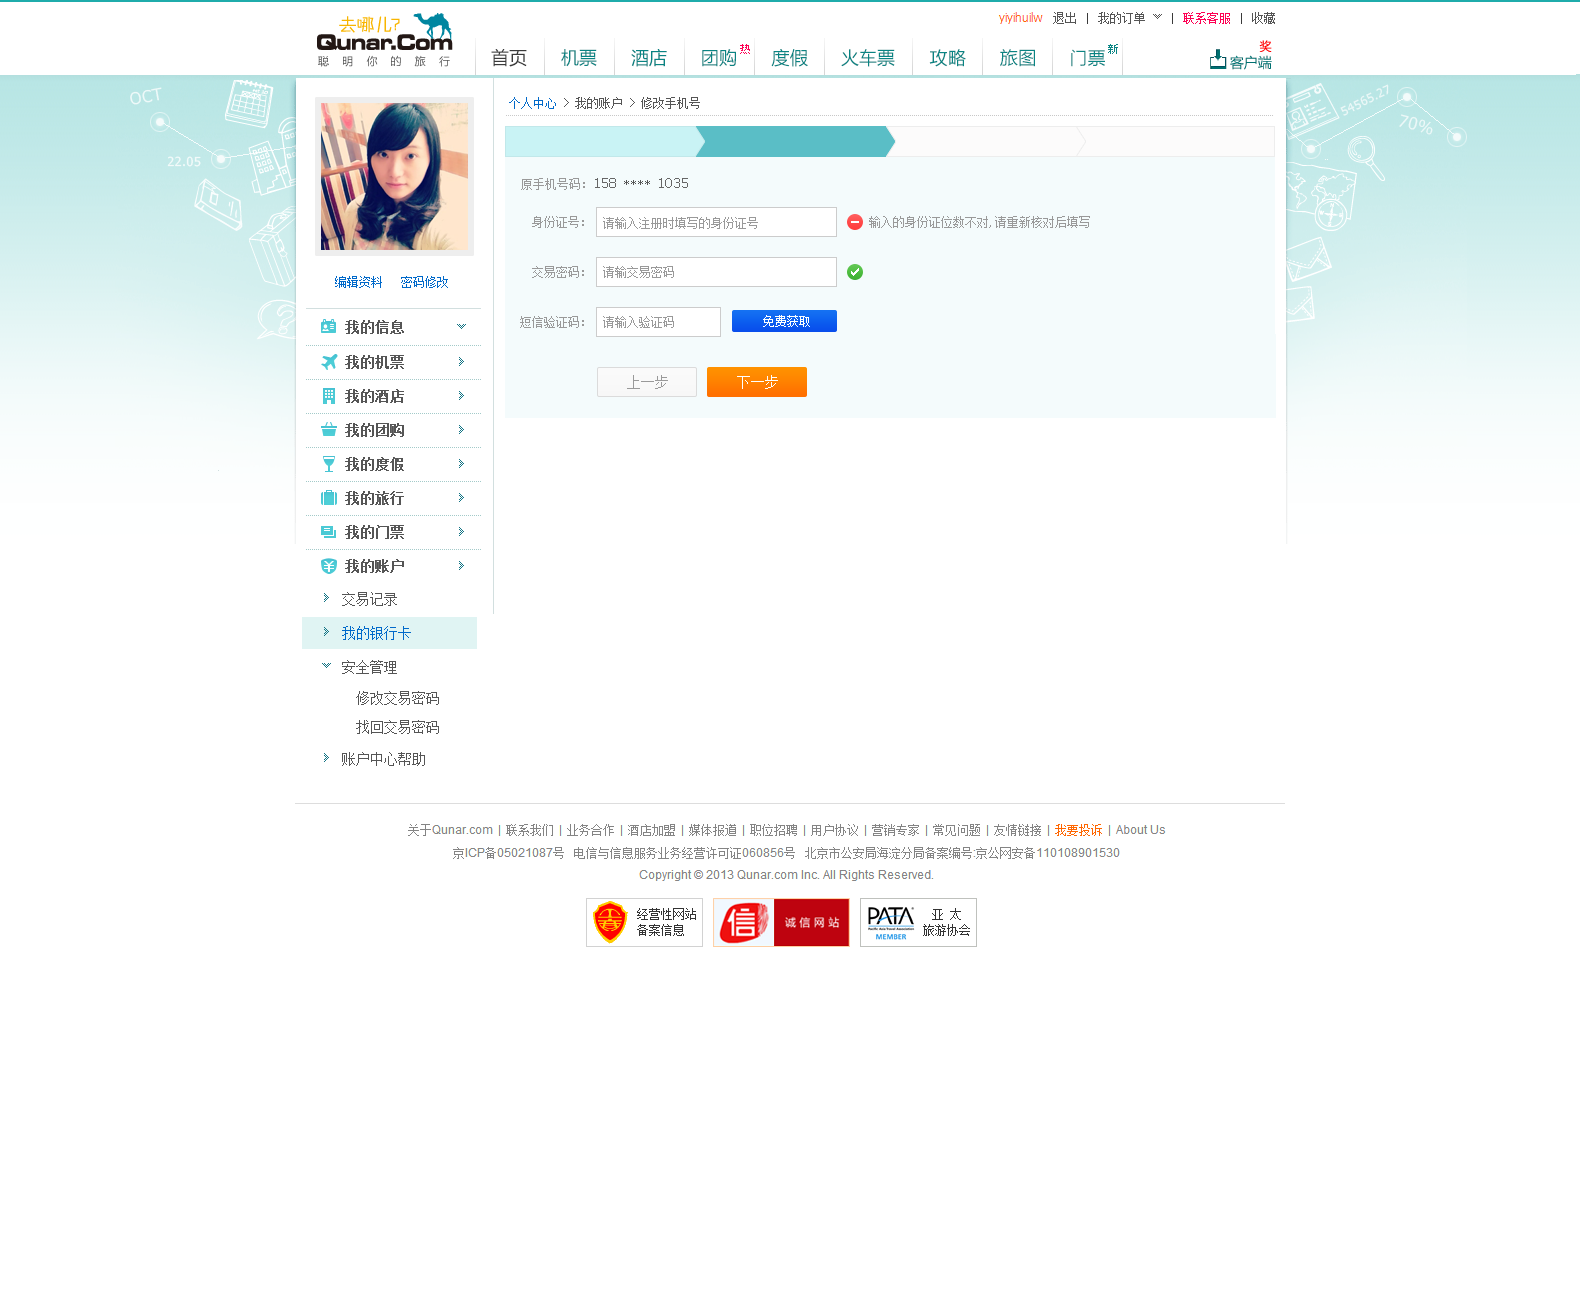 yiyihuilw 退出 | 我的订单 | 联系客服 | 收藏
去哪儿?
Qunar.Com
聪明你的旅行
首页 机票 酒店 团购 热 度假 火车票 攻略 旅图 门票 新
奖
客户端
OCT
22.05
54565.27
70%
个人中心 > 我的账户 > 修改手机号
原手机号码: 158 **** 1035
身份证号: 请输入注册时填写的身份证号 输入的身份证位数不对,请重新核对后填写
交易密码: 请输交易密码
短信验证码: 请输入验证码 免费获取
上一步 下一步
编辑资料 密码修改
我的信息
我的机票
我的酒店
我的团购
我的度假
我的旅行
我的门票
我的账户
交易记录
我的银行卡
安全管理
修改交易密码
找回交易密码
账户中心帮助
关于Qunar.com | 联系我们 | 业务合作 | 酒店加盟 | 媒体报道 | 职位招聘 | 用户协议 | 营销专家 | 常见问题 | 友情链接 | 我要投诉 | About Us
京ICP备05021087号 电信与信息服务业务经营许可证060856号 北京市公安局海淀分局备案编号:京公网安备110108901530
Copyright © 2013 Qunar.com Inc. All Rights Reserved.
经营性网站
备案信息
信 诚信网站
PATA
MEMBER
亚 太
旅游协会